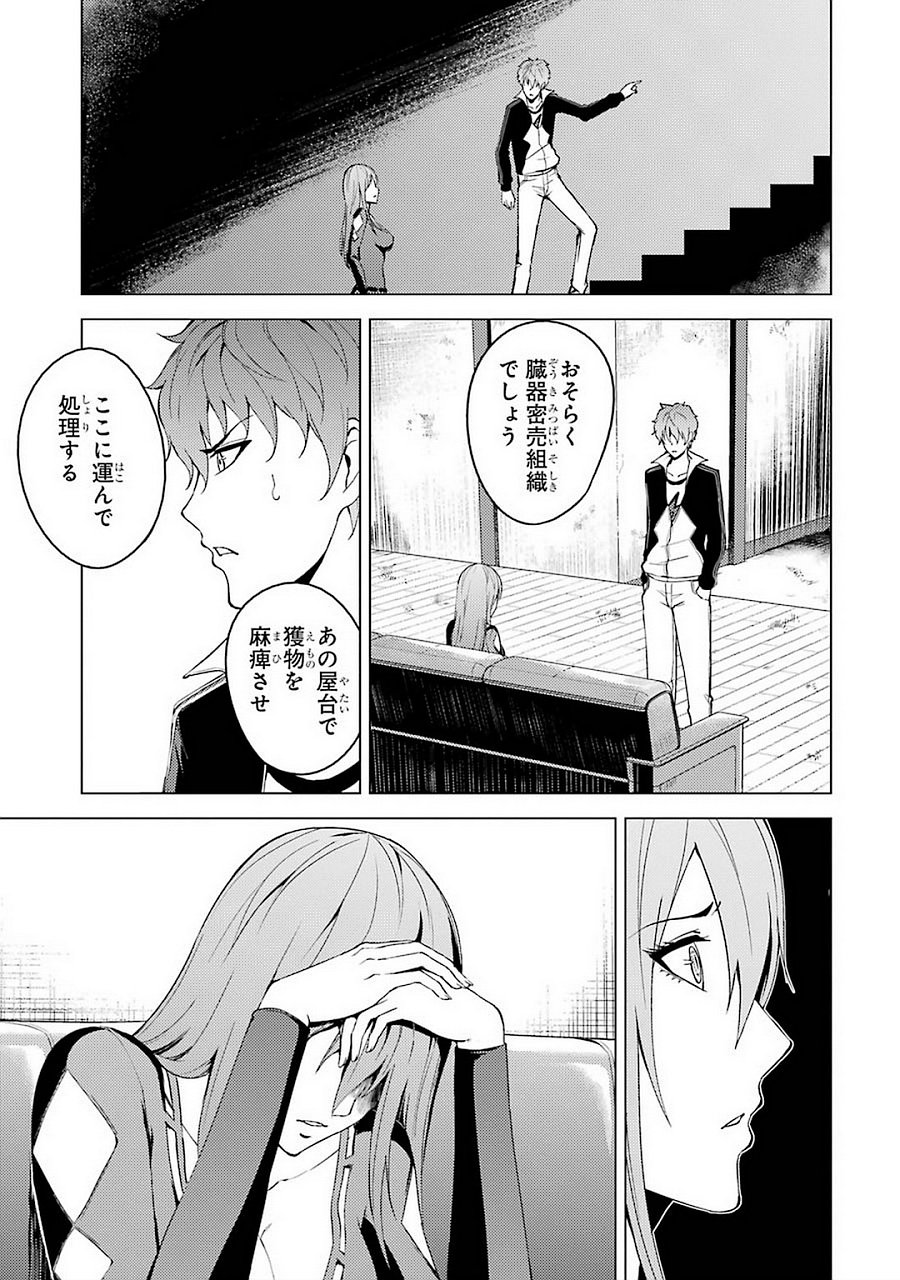 おそらく
臓器密売組織
でしょう
あの屋台で
獲物を
麻痺させ
ここに運んで
処理する